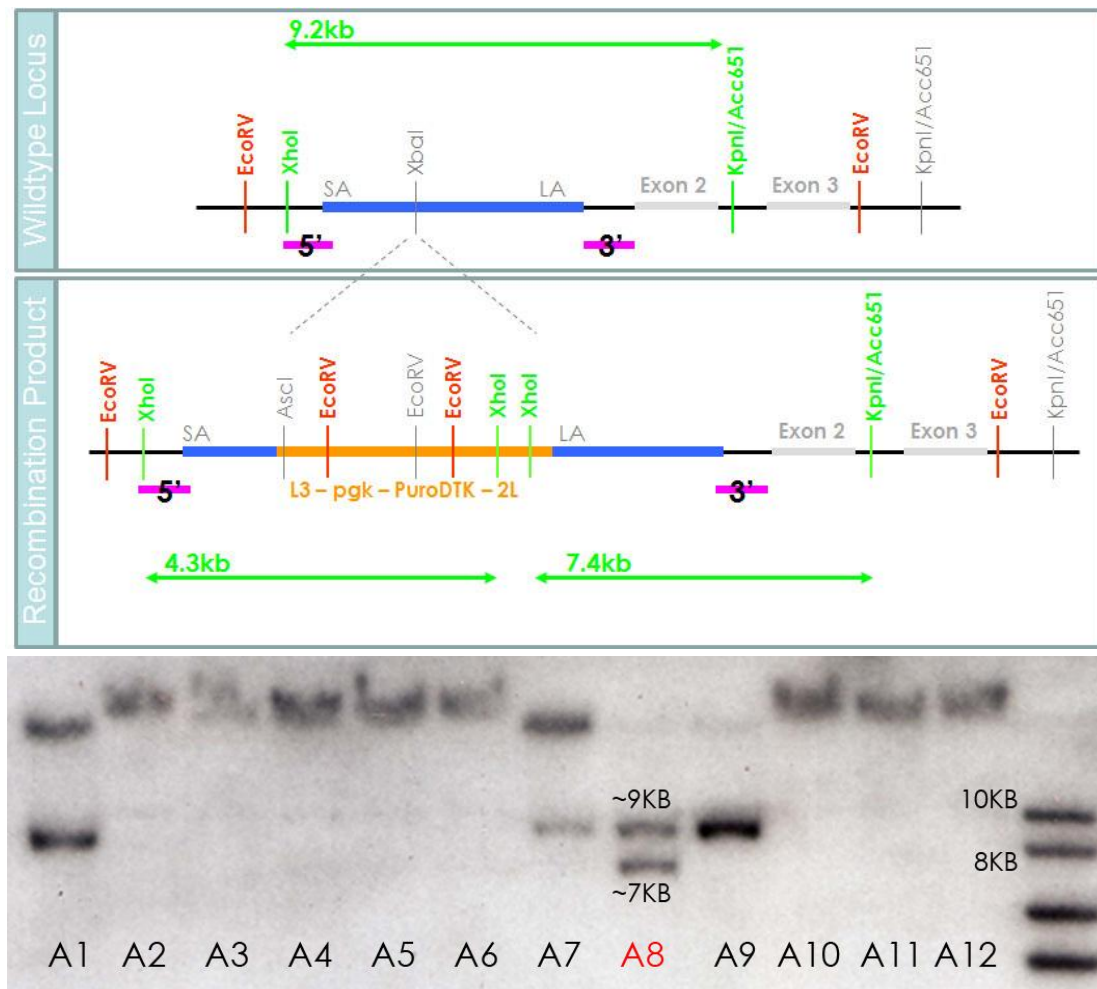 Wildtype Locus
9.2kb
EcoRV
XhoI
XbaI
KpnI/Acc651
EcoRV
KpnI/Acc651
SA
LA
Exon 2
Exon 3
5'
3'
Recombination Product
EcoRV
XhoI
AscI
EcoRV
EcoRV
EcoRV
XhoI
XhoI
KpnI/Acc651
EcoRV
KpnI/Acc651
SA
LA
Exon 2
Exon 3
5'
L3 – pgk – PuroDTK – 2L
3'
4.3kb
7.4kb
~9KB
10KB
8KB
~7KB
A1 A2 A3 A4 A5 A6 A7 A8 A9 A10 A11 A12